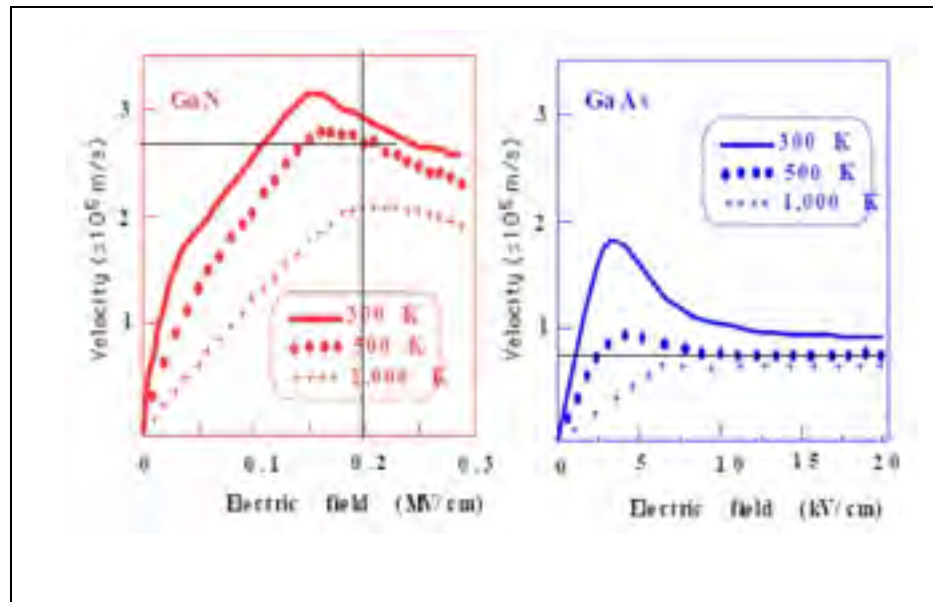 GaN
3
2
1
Velocity (x10⁵ m/s)
300 K
500 K
1,000 K
0 0.1 0.2 0.3
Electric field (MV/cm)
GaAs
3
2
1
Velocity (x10⁵ m/s)
300 K
500 K
1,000 K
0 5 10 15 20
Electric field (kV/cm)